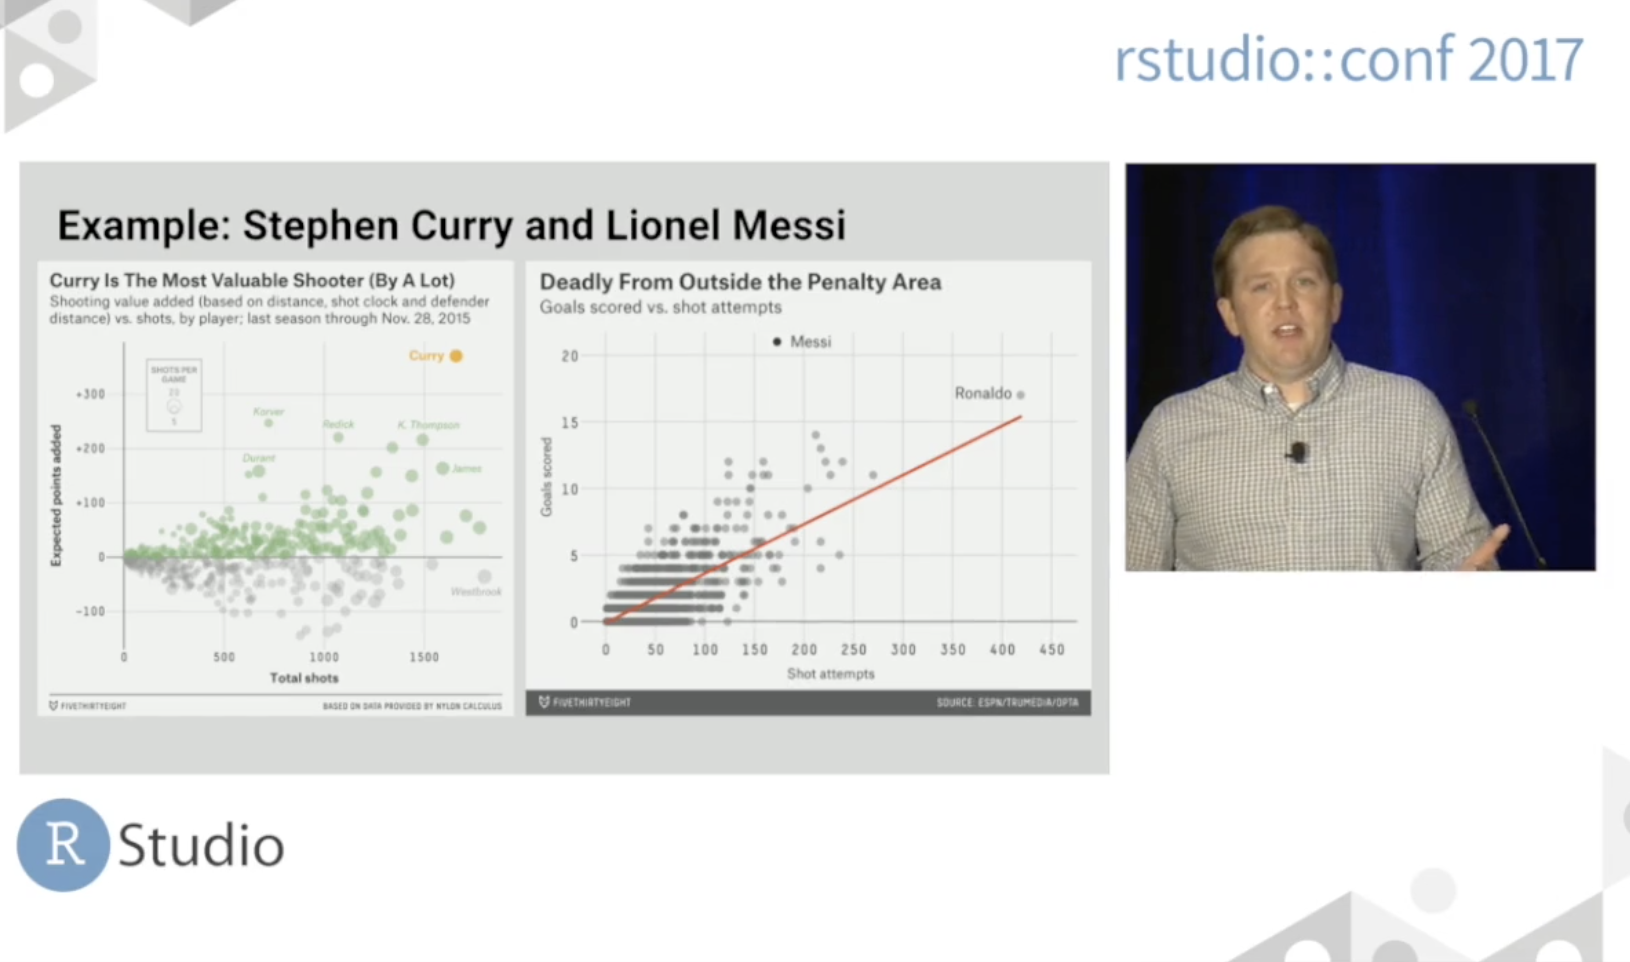 rstudio::conf 2017
Example: Stephen Curry and Lionel Messi
Curry Is The Most Valuable Shooter (By A Lot)
Shooting value added (based on distance, shot clock and defender
distance) vs. shots, by player; last season through Nov. 28, 2015
Curry
SHOTS PER
GAME
20
5
+300
+200
+100
0
-100
Expected points added
Korver
Redick
K. Thompson
Durant
James
Westbrook
0 500 1000 1500
Total shots
FIVETHIRTYEIGHT
BASED ON DATA PROVIDED BY NYLON CALCULUS
Deadly From Outside the Penalty Area
Goals scored vs. shot attempts
Messi
Ronaldo
20
15
10
5
0
Goals scored
0 50 100 150 200 250 300 350 400 450
Shot attempts
FIVETHIRTYEIGHT
SOURCE: ESPN/TRUMEDIA/OPTA
R Studio